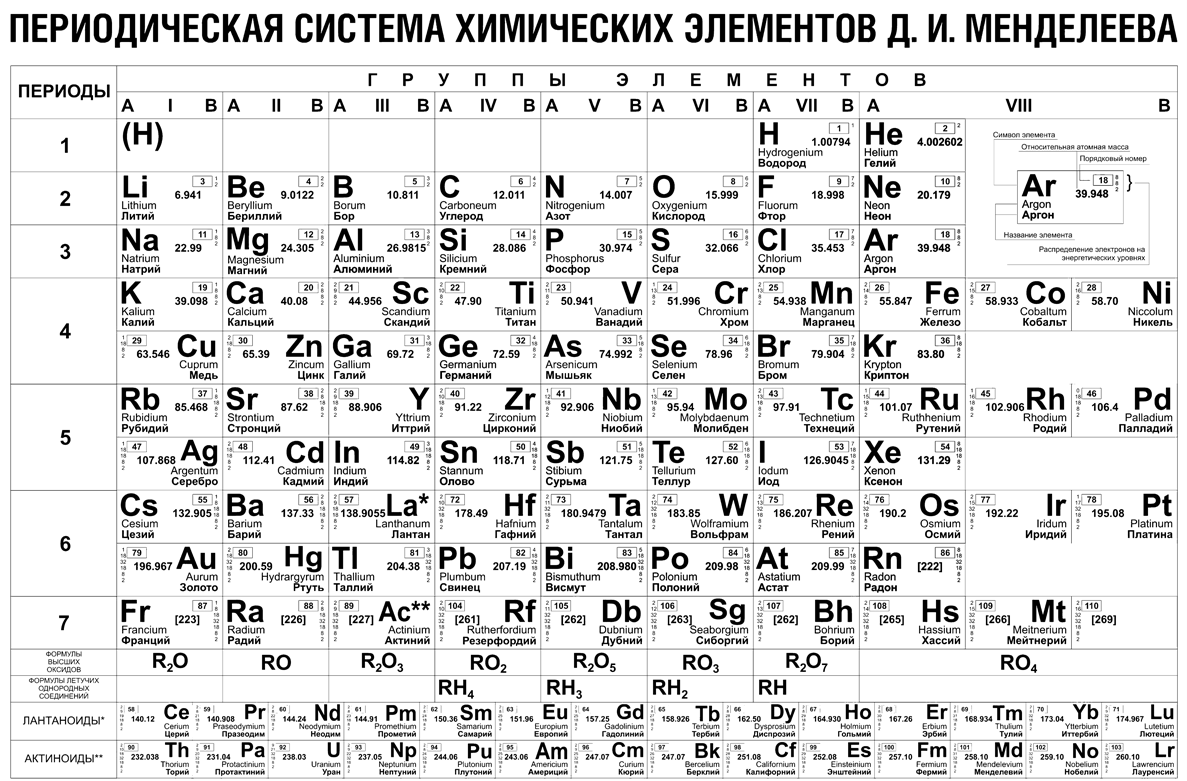 ПЕРИОДИЧЕСКАЯ СИСТЕМА ХИМИЧЕСКИХ ЭЛЕМЕНТОВ Д. И. МЕНДЕЛЕЕВА
ПЕРИОДЫ
ГРУППЫ ЭЛЕМЕНТОВ
A I B A II B A III B A IV B A V B A VI B A VII B A VIII B
1
(H) H 1 He 2
1.00794 4.002602
Hydrogenium Helium
Водород Гелий
Символ элемента
Относительная атомная масса
Порядковый номер
Ar 18
39.948
Argon
Аргон
Название элемента
Распределение электронов на
энергетических уровнях
2
Li 3 Be 4 B 5 C 6 N 7 O 8 F 9 Ne 10
6.941 9.0122 10.811 12.011 14.007 15.999 18.998 20.179
Lithium Beryllium Borum Carboneum Nitrogenium Oxygenium Fluorum Neon
Литий Бериллий Бор Углерод Азот Кислород Фтор Неон
3
Na 11 Mg 12 Al 13 Si 14 P 15 S 16 Cl 17 Ar 18
22.99 24.305 26.9815 28.086 30.974 32.066 35.453 39.948
Natrium Magnesium Aluminium Silicium Phosphorus Sulfur Chlorium Argon
Натрий Магний Алюминий Кремний Фосфор Сера Хлор Аргон
4
K 19 Ca 20 21 Sc 22 Ti 23 V 24 Cr 25 Mn 26 Fe 27 Co 28 Ni
39.098 40.08 44.956 47.90 50.941 51.996 54.938 55.847 58.933 58.70
Kalium Calcium Scandium Titanium Vanadium Chromium Manganum Ferrum Cobaltum Niccolum
Калий Кальций Скандий Титан Ванадий Хром Марганец Железо Кобальт Никель
29 Cu 30 Zn Ga 31 Ge 32 As 33 Se 34 Br 35 Kr 36
63.546 65.39 69.72 72.59 74.992 78.96 79.904 83.80
Cuprum Zincum Gallium Germanium Arsenicum Selenium Bromum Krypton
Медь Цинк Галий Германий Мышьяк Селен Бром Криптон
5
Rb 37 Sr 38 39 Y 40 Zr 41 Nb 42 Mo 43 Tc 44 Ru 45 Rh 46 Pd
85.468 87.62 88.906 91.22 92.906 95.94 97.91 101.07 102.906 106.4
Rubidium Strontium Yttrium Zirconium Niobium Molybdaenum Technetium Ruthhenium Rhodium Palladium
Рубидий Стронций Иттрий Цирконий Ниобий Молибден Технеций Рутений Родий Палладий
47 Ag 48 Cd In 49 Sn 50 Sb 51 Te 52 I 53 Xe 54
107.868 112.41 114.82 118.71 121.75 127.60 126.9045 131.29
Argentum Cadmium Indium Stannum Stibium Tellurium Iodum Xenon
Серебро Кадмий Индий Олово Сурьма Теллур Иод Ксенон
6
Cs 55 Ba 56 57 La* 72 Hf 73 Ta 74 W 75 Re 76 Os 77 Ir 78 Pt
132.905 137.33 138.9055 178.49 180.9479 183.85 186.207 190.2 192.22 195.08
Cesium Barium Lanthanum Hafnium Tantalum Wolframium Rhenium Osmium Iridium Platinum
Цезий Барий Лантан Гафний Тантал Вольфрам Рений Осмий Иридий Платина
79 Au 80 Hg Tl 81 Pb 82 Bi 83 Po 84 At 85 Rn 86
196.967 200.59 204.38 207.19 208.980 209.98 209.99 [222]
Aurum Hydrargyrum Thallium Plumbum Bismuthum Polonium Astatium Radon
Золото Ртуть Таллий Свинец Висмут Полоний Астат Радон
7
Fr 87 Ra 88 89 Ac** 104 Rf 105 Db 106 Sg 107 Bh 108 Hs 109 Mt 110
[223] [226] [227] [261] [262] [263] [262] [265] [266] [269]
Francium Radium Actinium Rutherfordium Dubnium Seaborgium Bohrium Hassium Meitnerium
Франций Радий Актиний Резерфордий Дубний Сиборгий Борий Хассий Мейтнерий
ФОРМУЛЫ
ВЫСШИХ
ОКСИДОВ
R2O RO R2O3 RO2 R2O5 RO3 R2O7 RO4
ФОРМУЛЫ ЛЕТУЧИХ
ОДНОРОДНЫХ
СОЕДИНЕНИЙ
RH4 RH3 RH2 RH
ЛАНТАНОИДЫ*
58 Ce 59 Pr 60 Nd 61 Pm 62 Sm 63 Eu 64 Gd 65 Tb 66 Dy 67 Ho 68 Er 69 Tm 70 Yb 71 Lu
140.12 140.908 144.24 144.91 150.36 151.96 157.25 158.926 162.50 164.930 167.26 168.934 173.04 174.967
Cerium Praseodymium Neodymium Promethium Samarium Europium Gadolinium Terbium Dysprosium Holmium Erbium Thulium Ytterbium Lutetium
Церий Празеодим Неодим Прометий Самарий Европий Гадолиний Тербий Диспрозий Гольмий Эрбий Тулий Иттербий Лютеций
АКТИНОИДЫ**
90 Th 91 Pa 92 U 93 Np 94 Pu 95 Am 96 Cm 97 Bk 98 Cf 99 Es 100 Fm 101 Md 102 No 103 Lr
232.038 231.04 238.03 237.05 244.06 243.06 247.07 247.07 251.08 252.08 257.10 258.10 259.10 260.10
Thorium Protactinium Uranium Neptunium Plutonium Americium Curium Bercelium Californium Einsteinium Fermium Mendelevium Nobelium Lawrencium
Торий Протактиний Уран Нептуний Плутоний Америций Кюрий Берклий Калифорний Эйнштейний Фермий Менделевий Нобелий Лауренсий